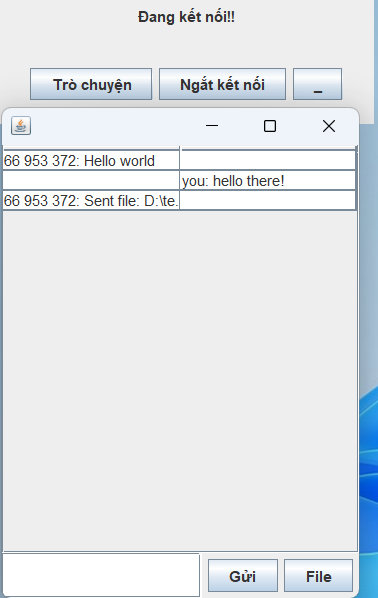 Đang kết nối!!
Trò chuyện
Ngắt kết nối
_
66 953 372: Hello world
you: hello there!
66 953 372: Sent file: D:\te.
Gửi
File